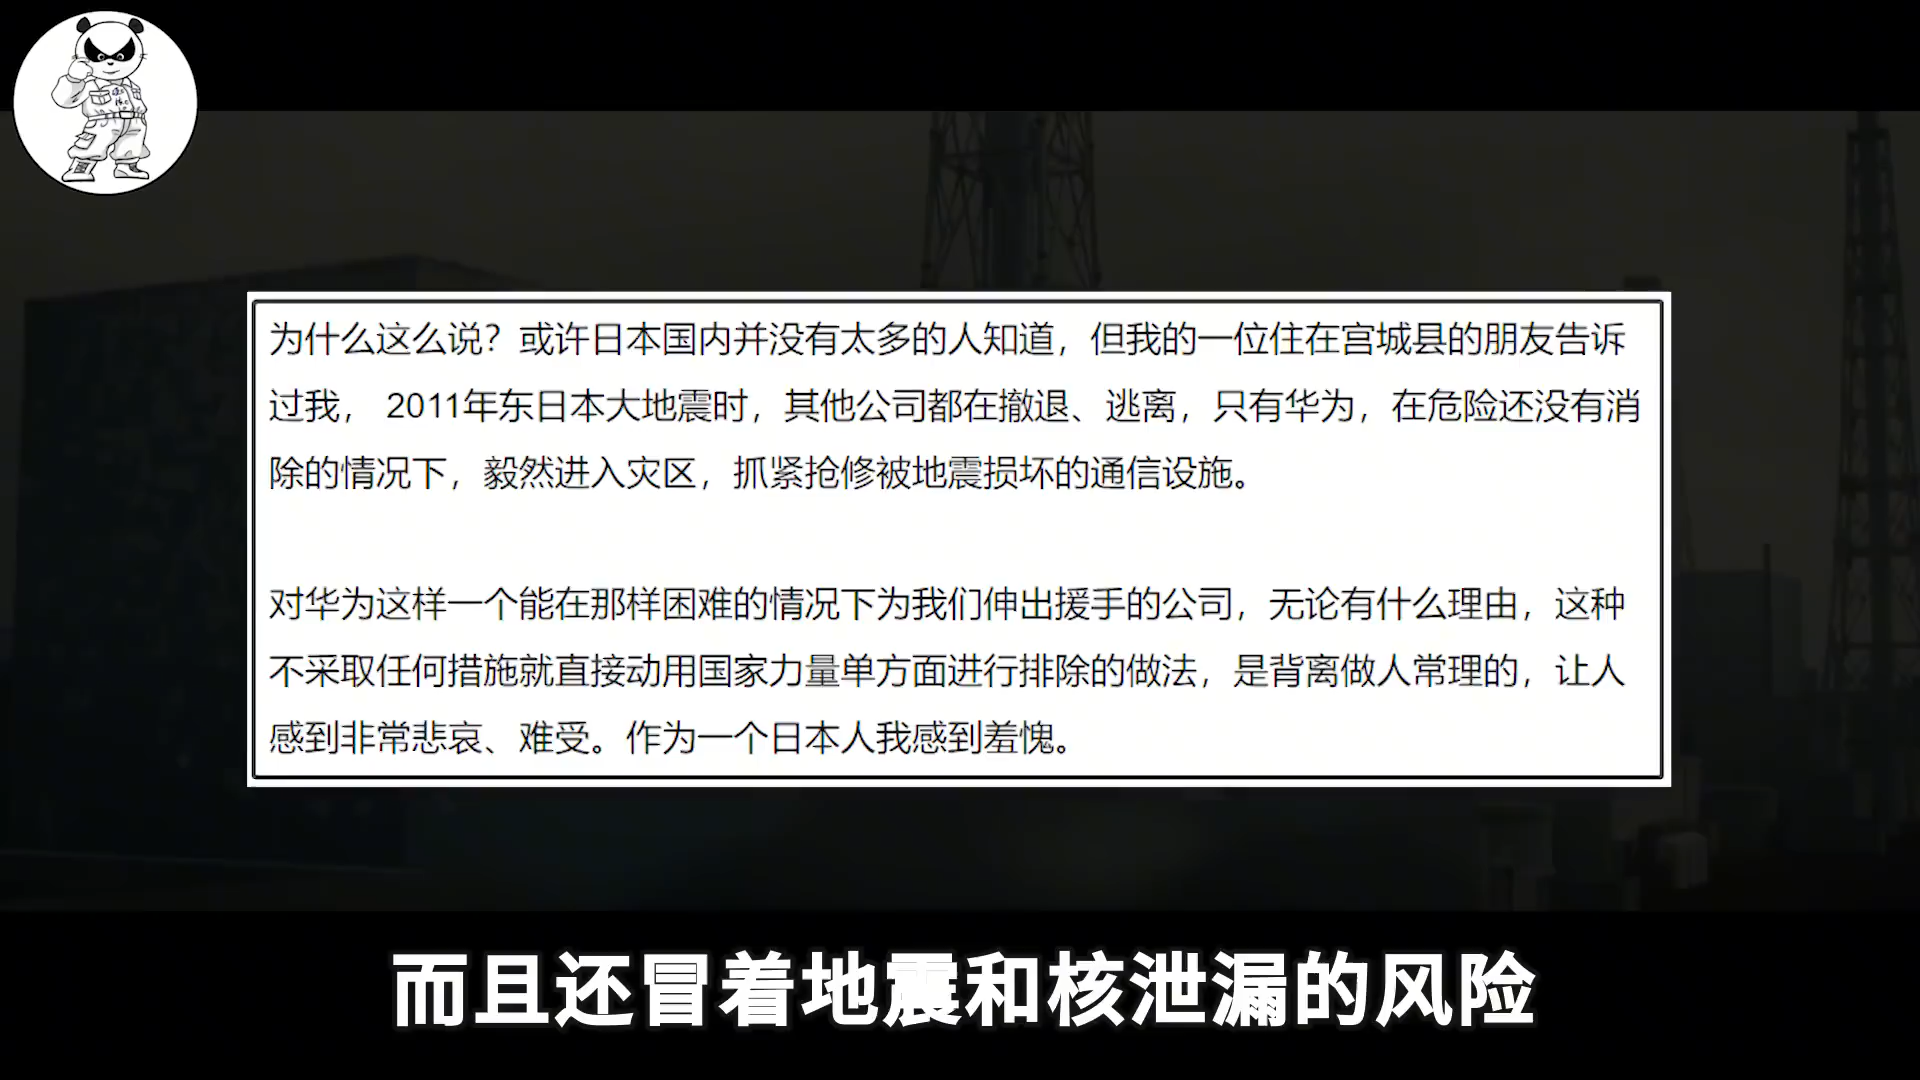 为什么这么说？或许日本国内并没有太多的人知道，但我的一位住在宫城县的朋友告诉
过我， 2011年东日本大地震时，其他公司都在撤退、逃离，只有华为，在危险还没有消
除的情况下，毅然进入灾区，抓紧抢修被地震损坏的通信设施。
对华为这样一个能在那样困难的情况下为我们伸出援手的公司，无论有什么理由，这种
不采取任何措施就直接动用国家力量单方面进行排除的做法，是背离做人常理的，让人
感到非常悲哀、难受。作为一个日本人我感到羞愧。
而且还冒着地震和核泄漏的风险